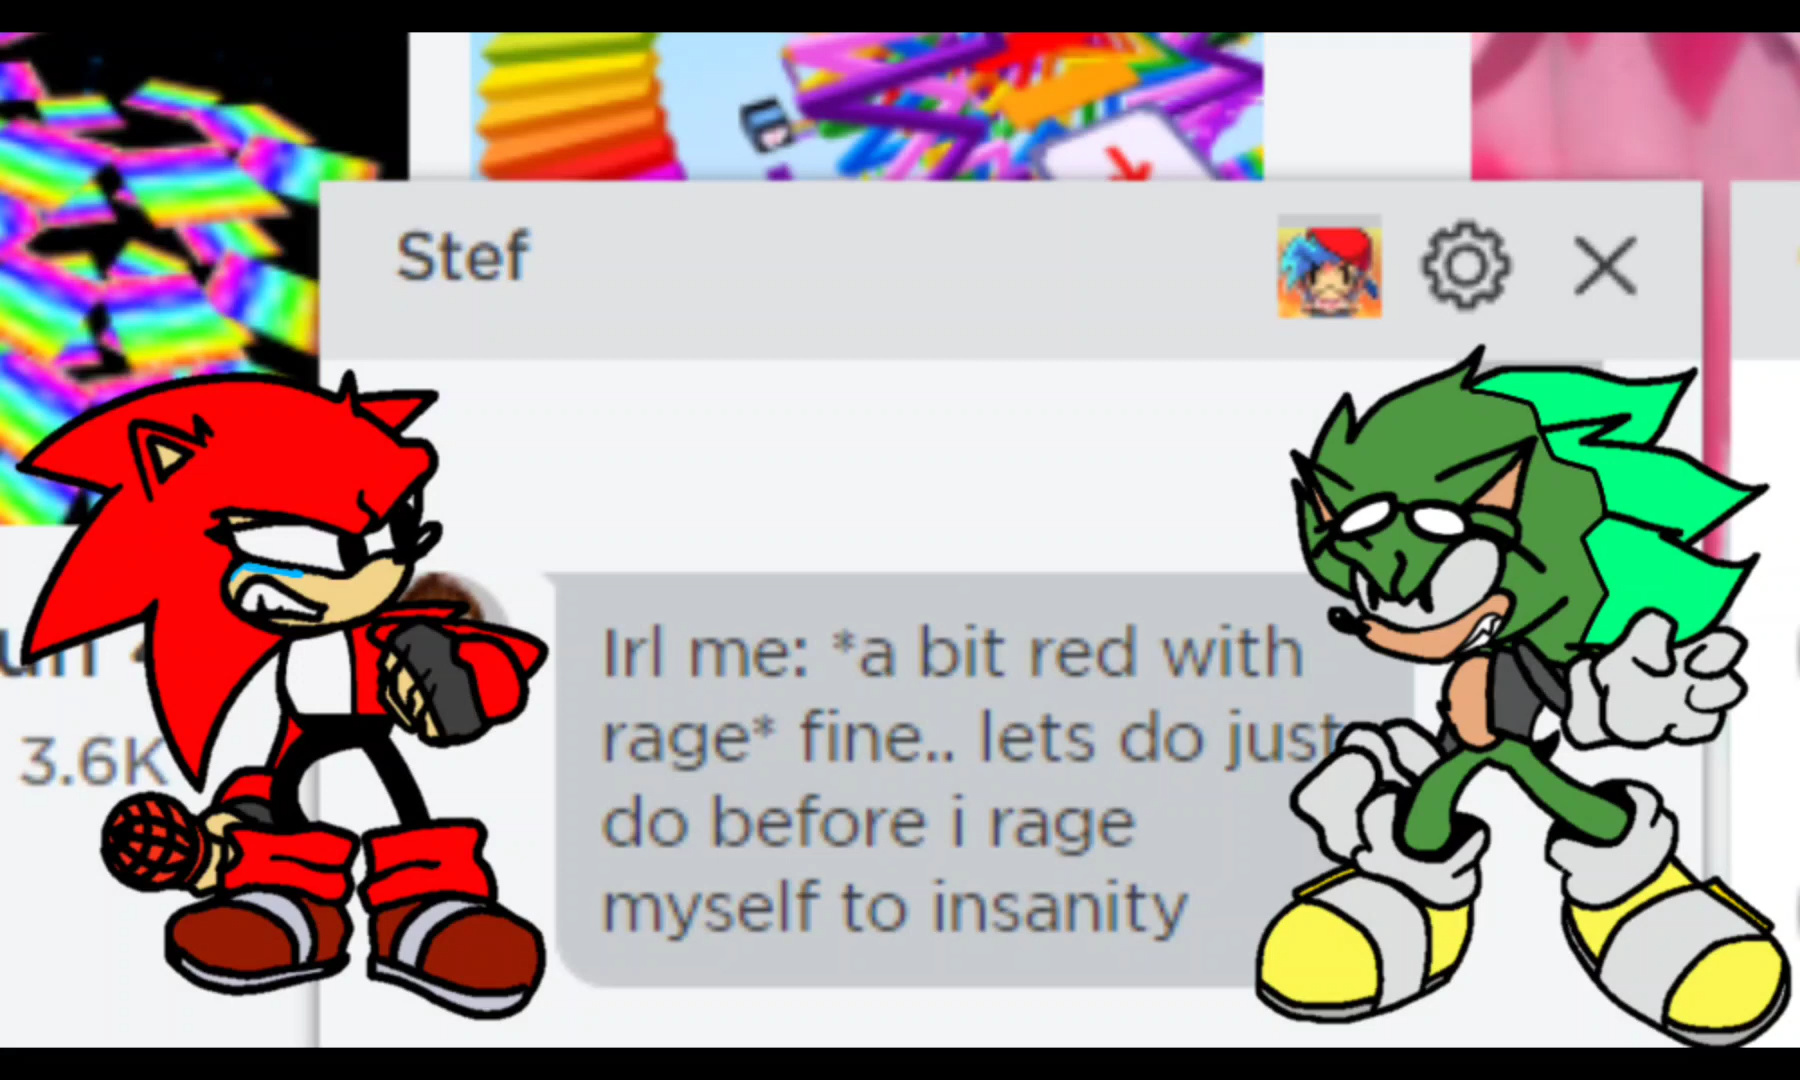 Stef
Irl me: *a bit red with
rage* fine.. lets do just
do before i rage
myself to insanity
3.6K